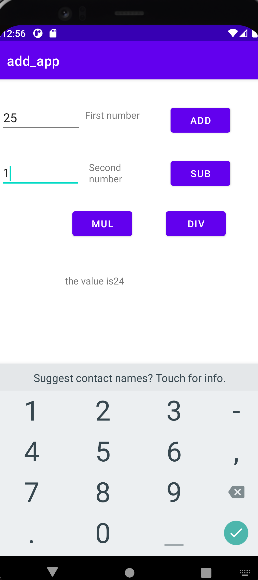 12:56
add_app
25 First number ADD
1 Second number SUB
MUL DIV
the value is24
Suggest contact names? Touch for info.
1 2 3 -
4 5 6 ,
7 8 9
. 0 _